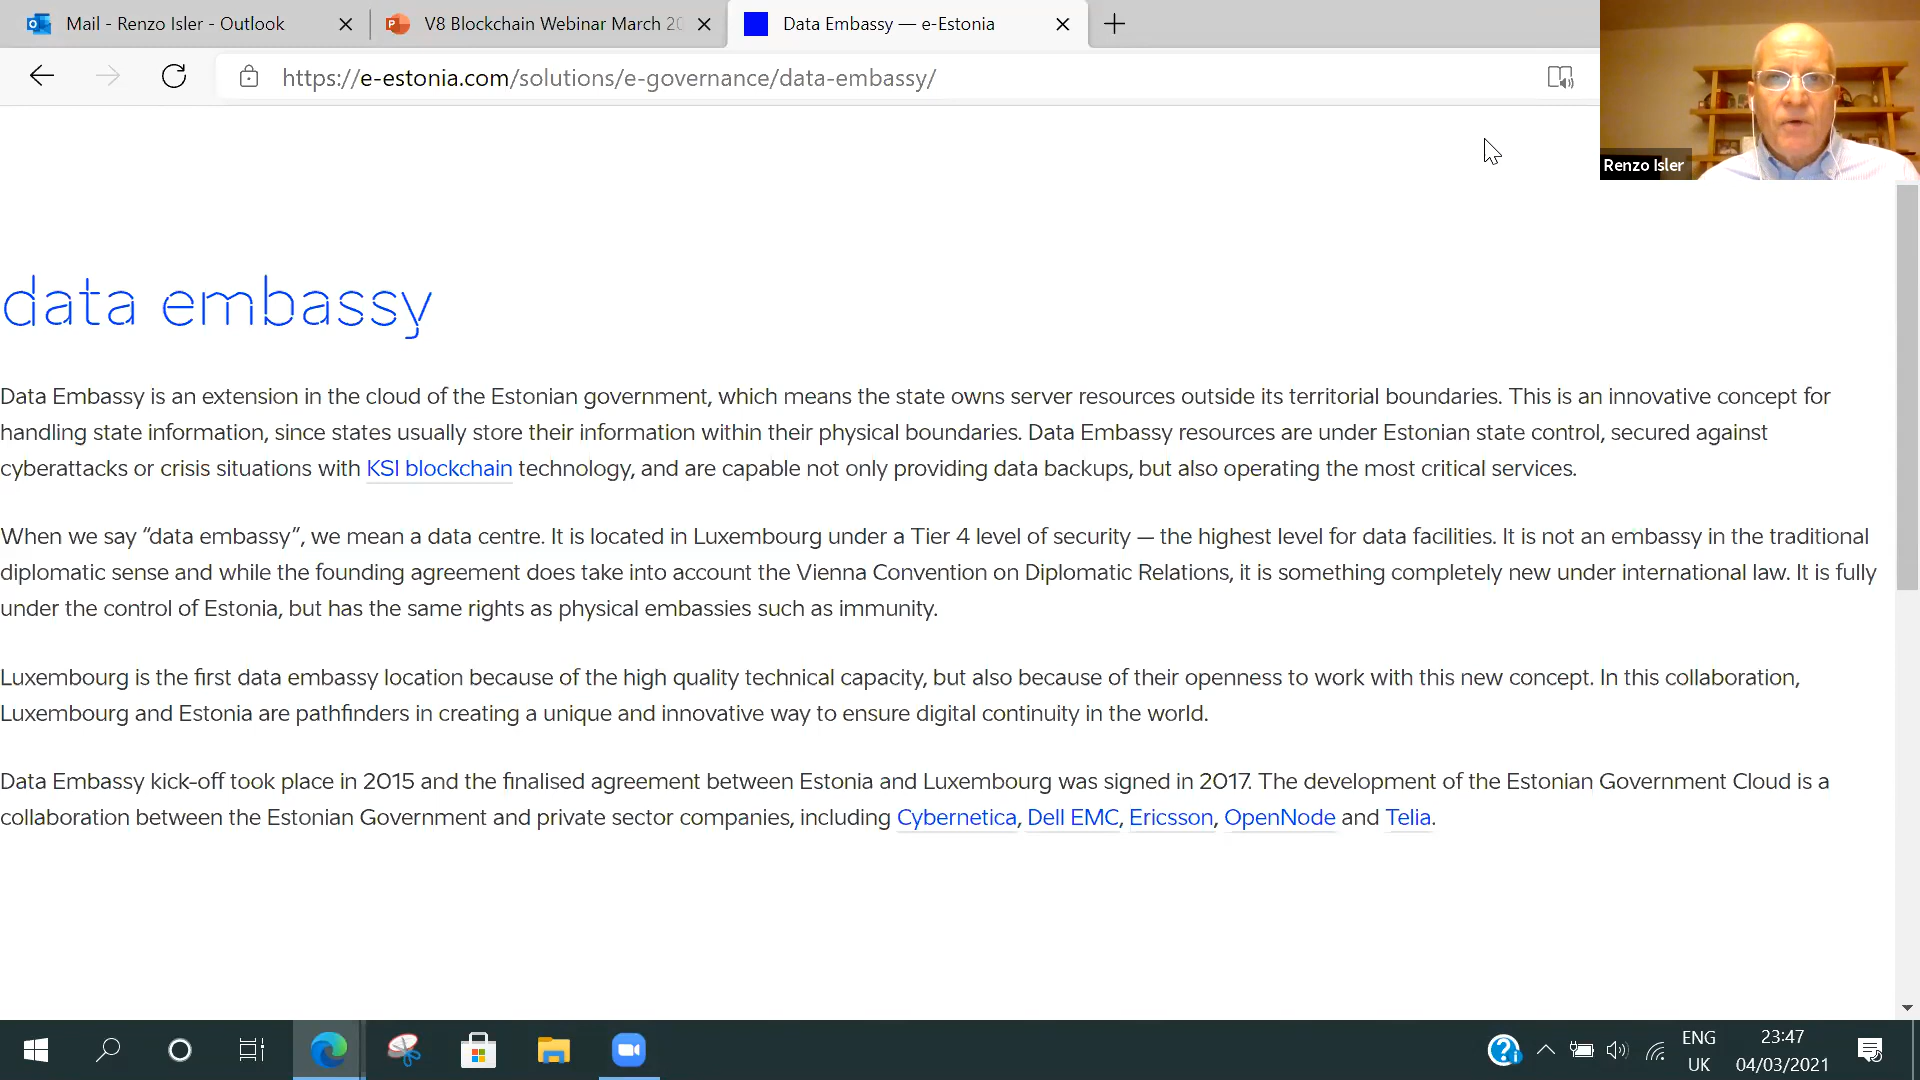 Mail - Renzo Isler - Outlook
V8 Blockchain Webinar March 20
Data Embassy — e-Estonia
https://e-estonia.com/solutions/e-governance/data-embassy/
Renzo Isler
data embassy
Data Embassy is an extension in the cloud of the Estonian government, which means the state owns server resources outside its territorial boundaries. This is an innovative concept for
handling state information, since states usually store their information within their physical boundaries. Data Embassy resources are under Estonian state control, secured against
cyberattacks or crisis situations with KSI blockchain technology, and are capable not only providing data backups, but also operating the most critical services.
When we say “data embassy”, we mean a data centre. It is located in Luxembourg under a Tier 4 level of security — the highest level for data facilities. It is not an embassy in the traditional
diplomatic sense and while the founding agreement does take into account the Vienna Convention on Diplomatic Relations, it is something completely new under international law. It is fully
under the control of Estonia, but has the same rights as physical embassies such as immunity.
Luxembourg is the first data embassy location because of the high quality technical capacity, but also because of their openness to work with this new concept. In this collaboration,
Luxembourg and Estonia are pathfinders in creating a unique and innovative way to ensure digital continuity in the world.
Data Embassy kick-off took place in 2015 and the finalised agreement between Estonia and Luxembourg was signed in 2017. The development of the Estonian Government Cloud is a
collaboration between the Estonian Government and private sector companies, including Cybernetica, Dell EMC, Ericsson, OpenNode and Telia.
ENG
UK
23:47
04/03/2021